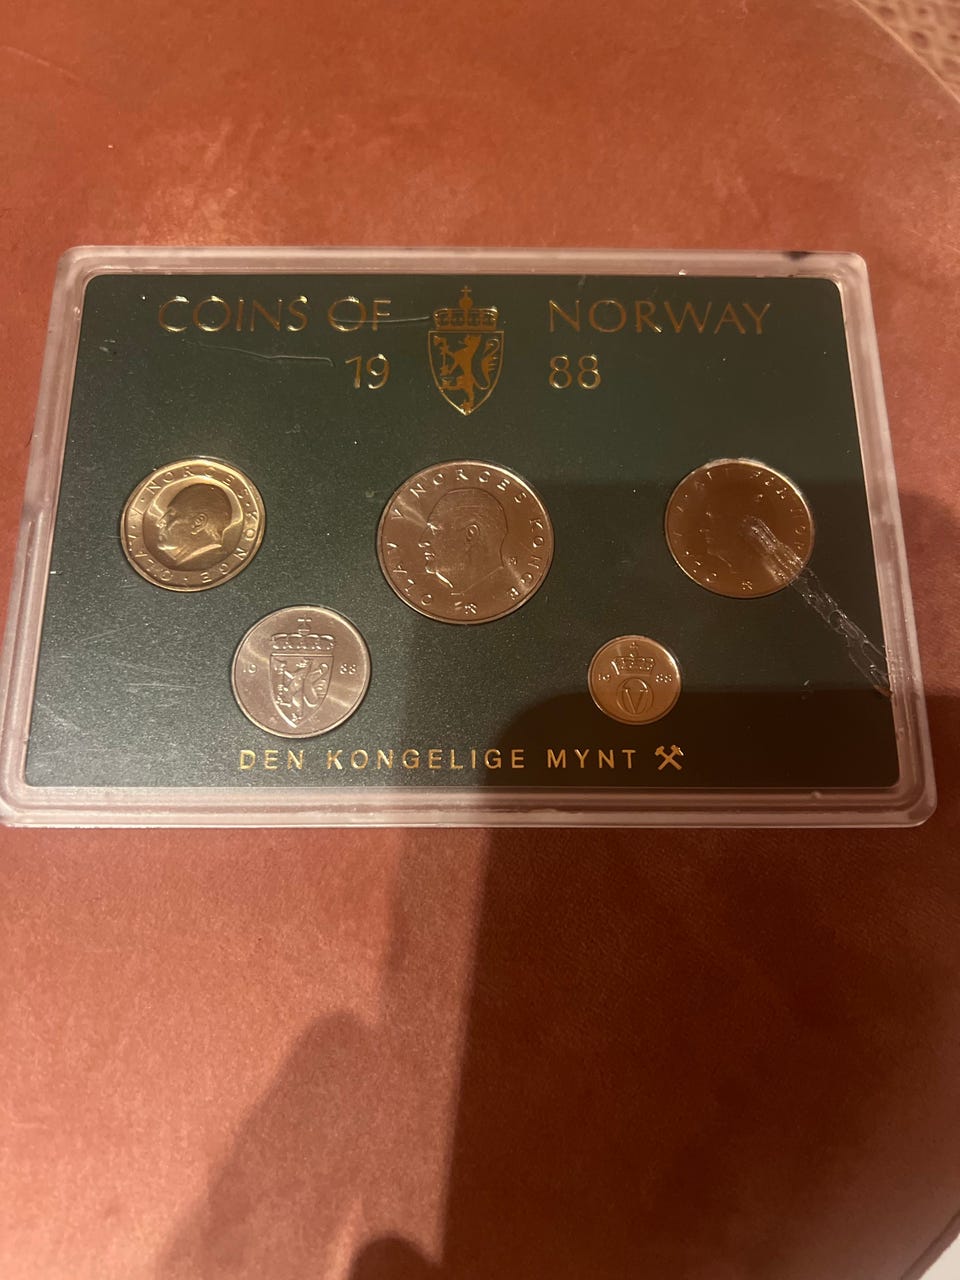 COINS OF NORWAY
19 88
OLAV V · NORGES · KONGE
OLAV V NORGES KONGE
19 88
19 88
V
DEN KONGELIGE MYNT